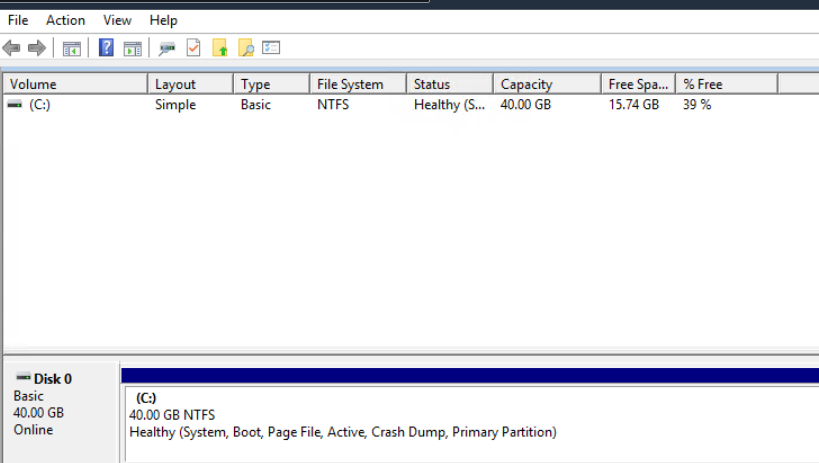 File Action View Help
Volume Layout Type File System Status Capacity Free Spa... % Free
(C:) Simple Basic NTFS Healthy (S... 40.00 GB 15.74 GB 39 %
Disk 0
Basic
40.00 GB
Online
(C:)
40.00 GB NTFS
Healthy (System, Boot, Page File, Active, Crash Dump, Primary Partition)